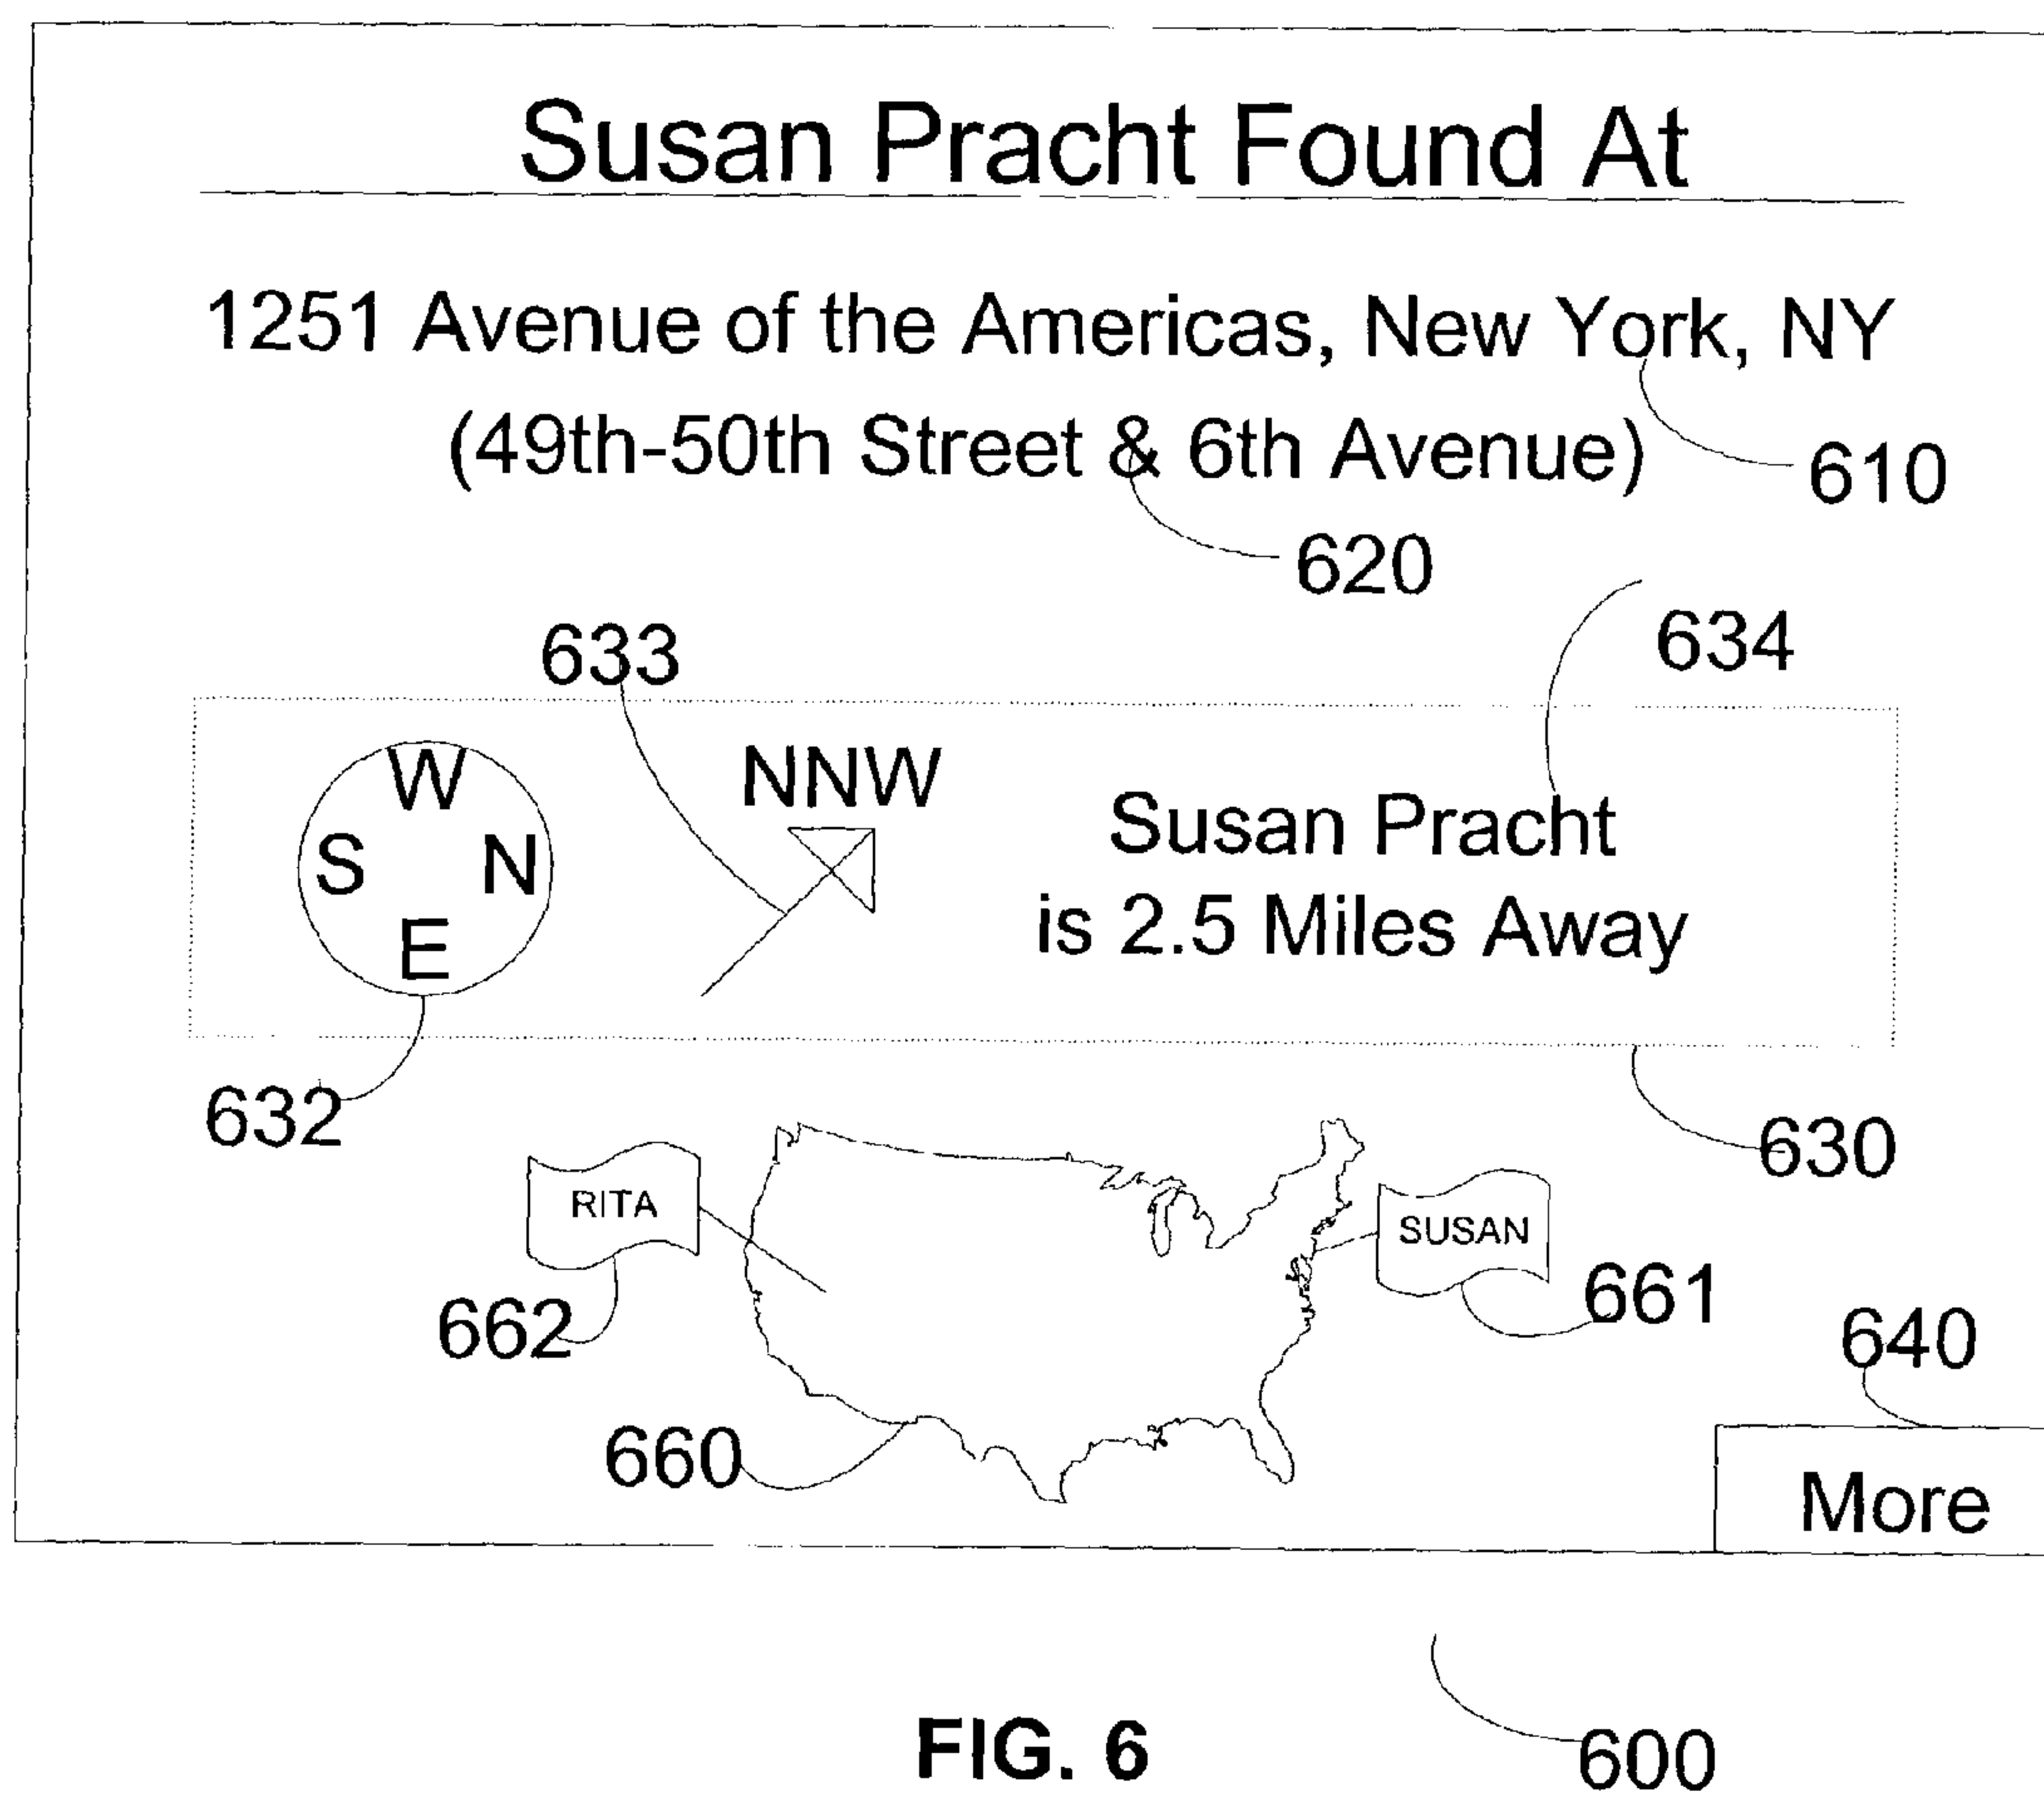 Susan Pracht Found At
1251 Avenue of the Americas, New York, NY
(49th-50th Street & 6th Avenue)
610
620
634
633
NNW
W
S N
E
Susan Pracht
is 2.5 Miles Away
632
630
RITA
SUSAN
662
661
640
660
More
FIG. 6
600